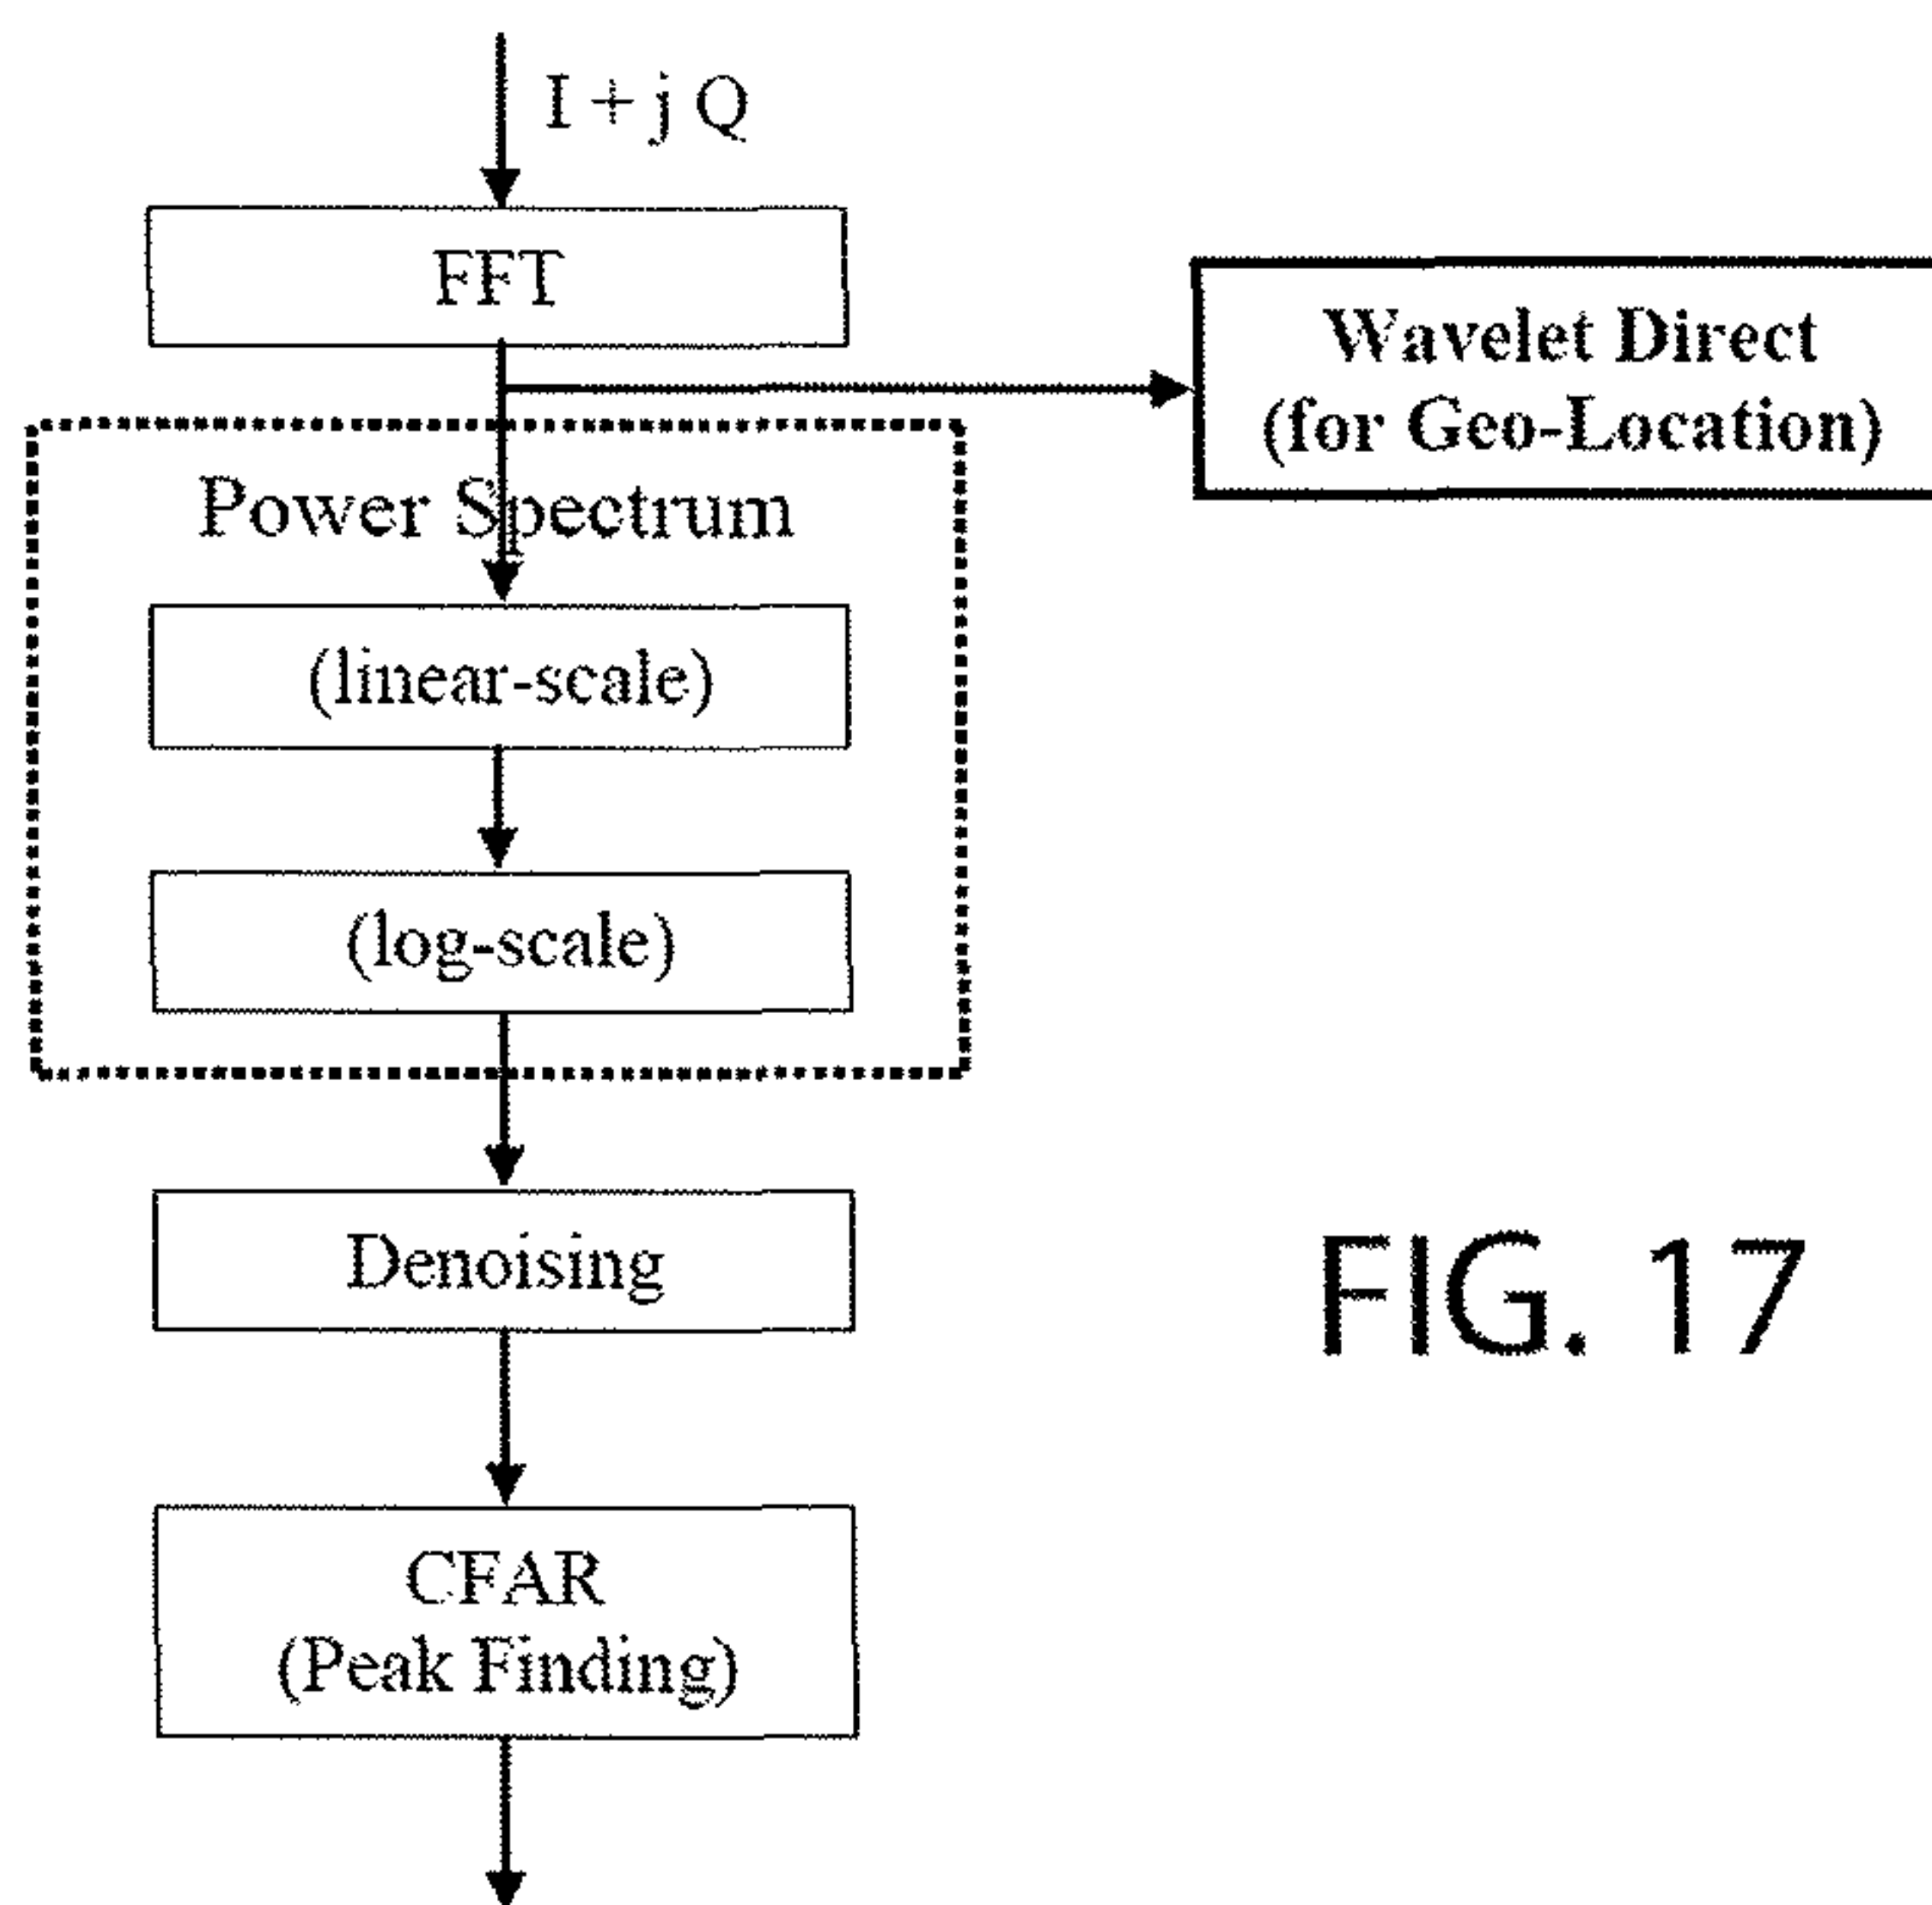 I + j Q
FFT
Wavelet Direct
(for Geo-Location)
Power Spectrum
(linear-scale)
(log-scale)
Denoising
FIG. 17
CFAR
(Peak Finding)